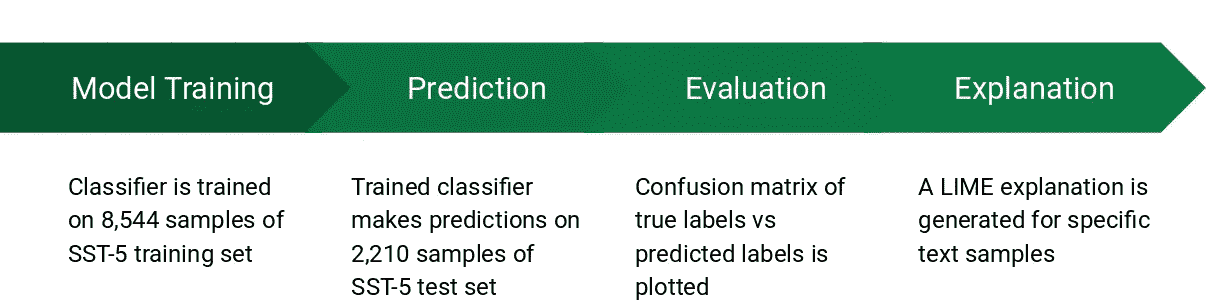 Model Training
Prediction
Evaluation
Explanation
Classifier is trained
on 8,544 samples of
SST-5 training set
Trained classifier
makes predictions on
2,210 samples of
SST-5 test set
Confusion matrix of
true labels vs
predicted labels is
plotted
A LIME explanation is
generated for specific
text samples